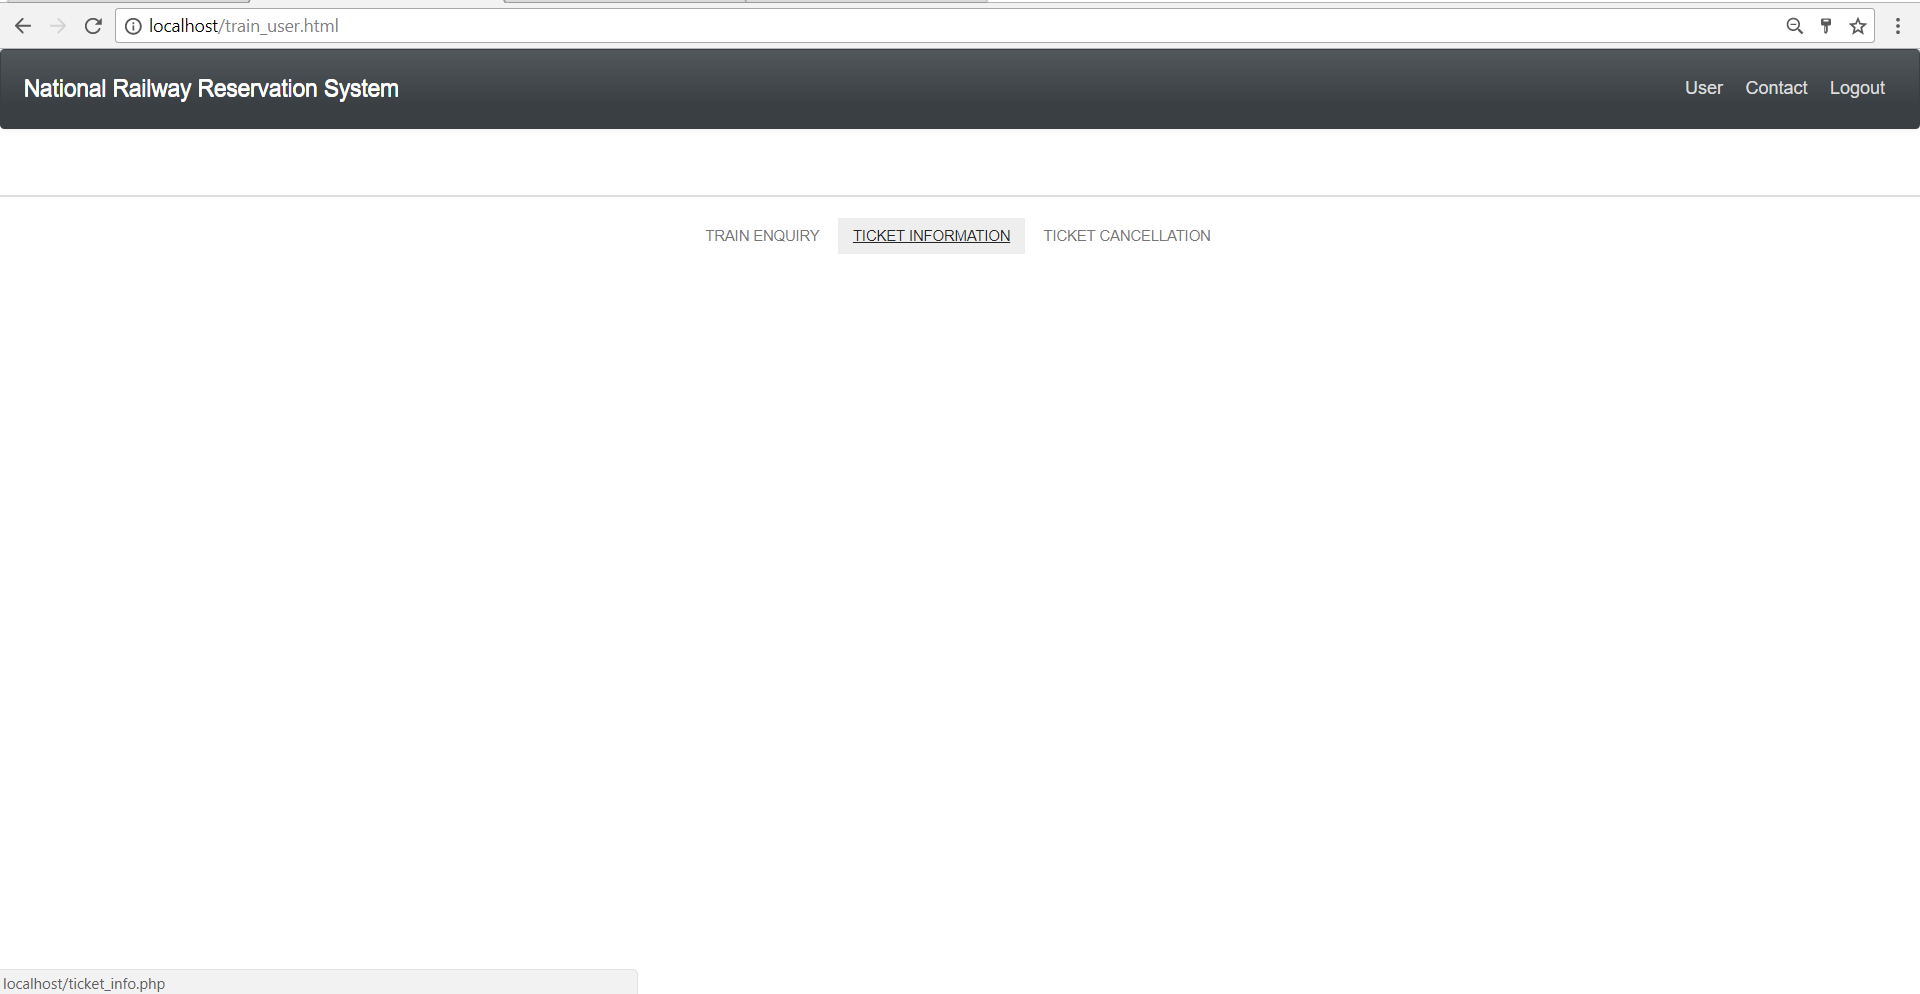 localhost/train_user.html
National Railway Reservation System
User Contact Logout
TRAIN ENQUIRY TICKET INFORMATION TICKET CANCELLATION
localhost/ticket_info.php